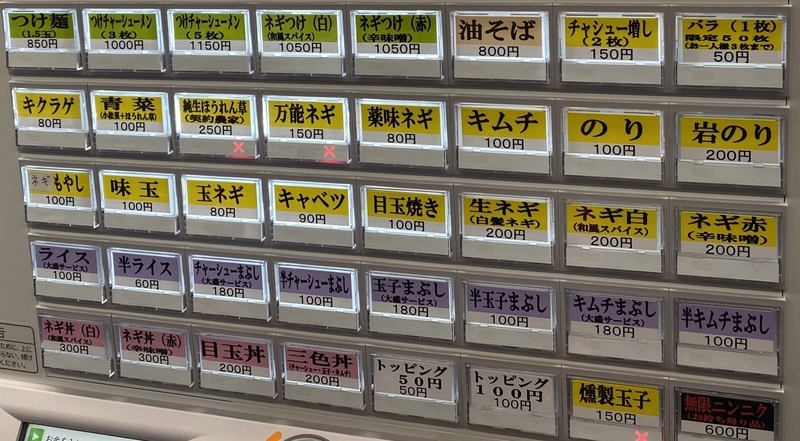 つけ麺
(1.5玉)
850円
つけチャーシューメン
(3枚)
1000円
つけチャーシューメン
(5枚)
1150円
ネギつけ(白)
(和風スパイス)
1050円
ネギつけ(赤)
(辛味噌)
1050円
油そば
800円
チャシュー増し
(2枚)
150円
バラ(1枚)
限定50枚
(お一人様3枚まで)
50円
キクラゲ
80円
青菜
(小松菜+ほうれん草)
100円
純生ほうれん草
(契約農家)
250円
万能ネギ
150円
薬味ネギ
80円
キムチ
100円
のり
100円
岩のり
200円
ネギもやし
100円
味玉
100円
玉ネギ
80円
キャベツ
90円
目玉焼き
100円
生ネギ
(白髪ネギ)
200円
ネギ白
(和風スパイス)
200円
ネギ赤
(辛味噌)
200円
ライス
(大盛サービス)
100円
半ライス
60円
チャーシューまぶし
(大盛サービス)
180円
半チャーシューまぶし
100円
玉子まぶし
(大盛サービス)
180円
半玉子まぶし
100円
キムチまぶし
(大盛サービス)
180円
半キムチまぶし
100円
ネギ丼(白)
(和風スパイス)
300円
ネギ丼(赤)
(辛味噌)
300円
目玉丼
200円
三色丼
(チャーシュー・玉子・キムチ)
200円
トッピング
50円
50円
トッピング
100円
100円
燻製玉子
150円
無限ニンニク
(お持ち帰り品)
600円